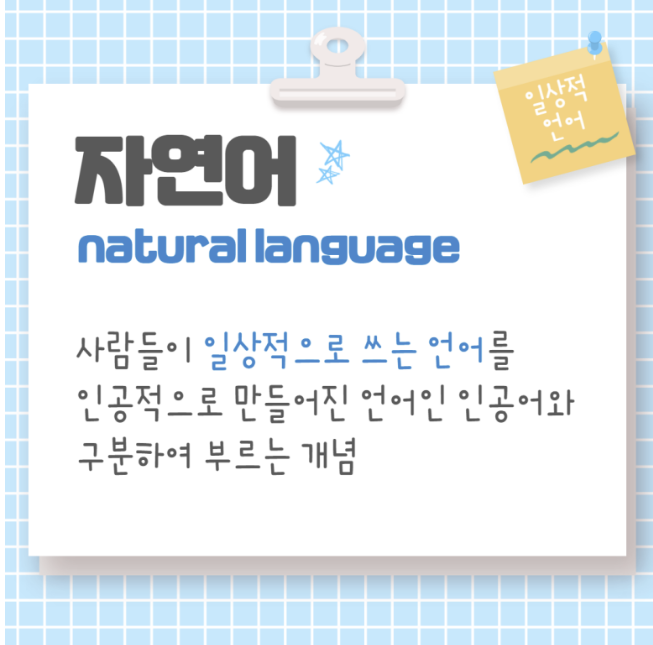 일상적
언어
자연어
natural language
사람들이 일상적으로 쓰는 언어를
인공적으로 만들어진 언어인 인공어와
구분하여 부르는 개념